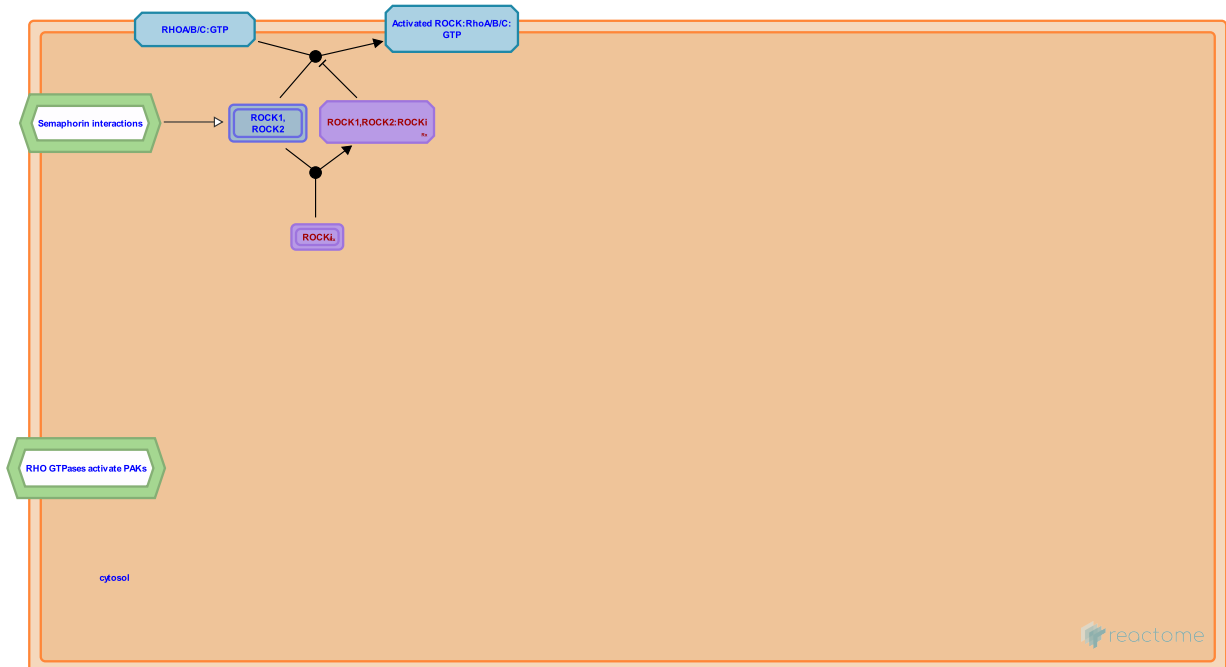 RHOA/B/C:GTP
Activated ROCK:RhoA/B/C:
GTP
Semaphorin interactions
ROCK1,
ROCK2
ROCK1,ROCK2:ROCKi
Rx
ROCKi
RHO GTPases activate PAKs
cytosol
reactome